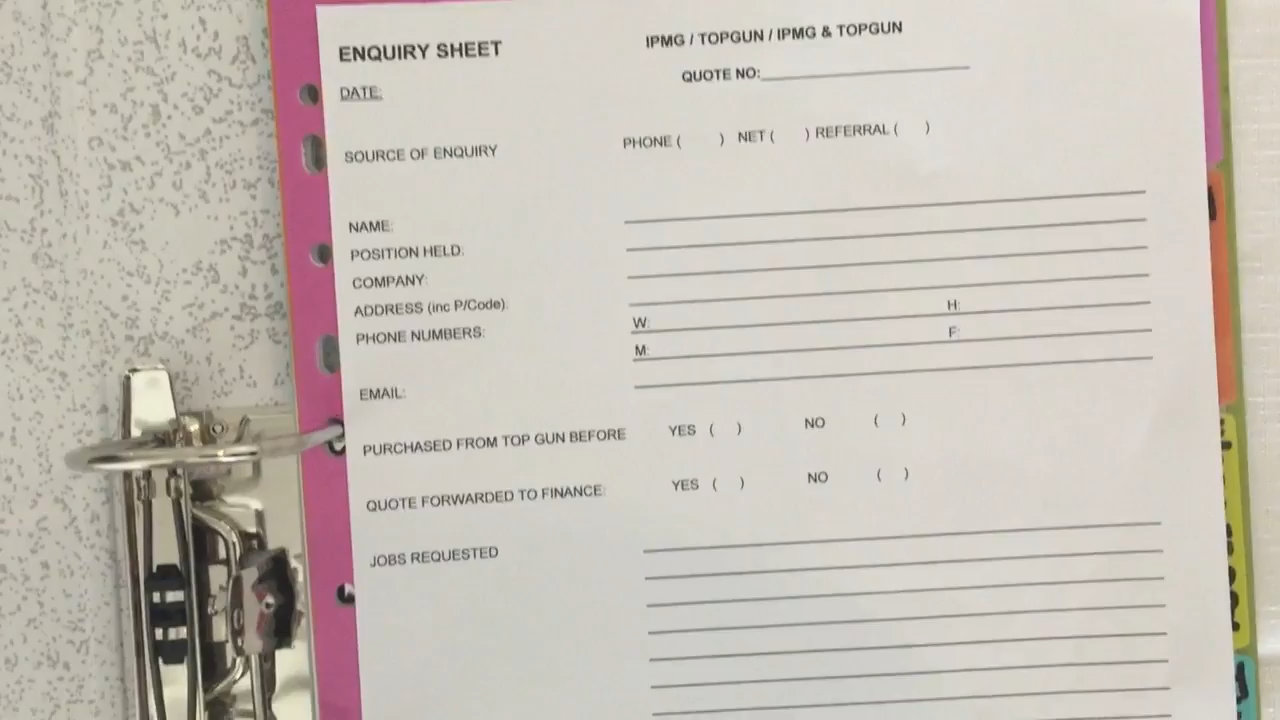 ENQUIRY SHEET
IPMG / TOPGUN / IPMG & TOPGUN
QUOTE NO:
DATE:
SOURCE OF ENQUIRY PHONE ( ) NET ( ) REFERRAL ( )
NAME:
POSITION HELD:
COMPANY:
ADDRESS (inc P/Code):
PHONE NUMBERS: W: H:
M: F:
EMAIL:
PURCHASED FROM TOP GUN BEFORE YES ( ) NO ( )
QUOTE FORWARDED TO FINANCE: YES ( ) NO ( )
JOBS REQUESTED